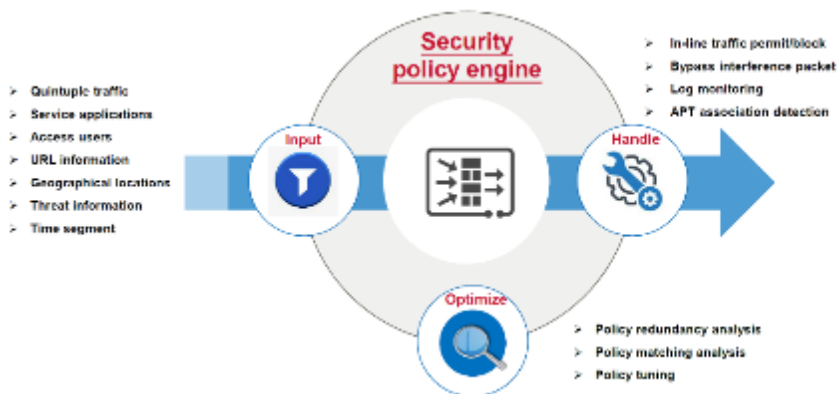 Security
policy engine
➢ In-line traffic permit/block
➢ Bypass interference packet
➢ Log monitoring
➢ APT association detection
➢ Quintuple traffic
➢ Service applications
➢ Access users
➢ URL information
➢ Geographical locations
➢ Threat information
➢ Time segment
Input
Handle
Optimize
➢ Policy redundancy analysis
➢ Policy matching analysis
➢ Policy tuning